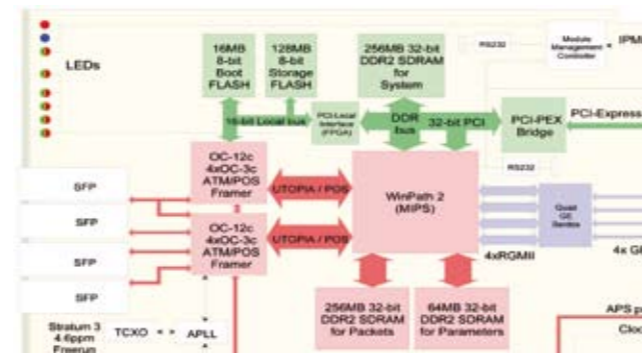 LEDs
16MB
8-bit
Boot
FLASH
128MB
8-bit
Storage
FLASH
256MB 32-bit
DDR2 SDRAM
for
System
RS232
Module
Management
Controller
IPMI
16-bit Local bus
PCI-Local
Interface
(FPGA)
DDR
bus
32-bit PCI
PCI-PEX
Bridge
PCI-Express
RS232
OC-12c
4xOC-3c
ATM/POS
Framer
UTOPIA / POS
WinPath 2
(MIPS)
SFP
SFP
SFP
SFP
OC-12c
4xOC-3c
ATM/POS
Framer
UTOPIA / POS
4xRGMII
Quad
GE
Serdes
4x G
256MB 32-bit
DDR2 SDRAM
for Packets
64MB 32-bit
DDR2 SDRAM
for Parameters
APS
Cloc
Stratum 3
4.6ppm
Freerun
TCXO
APLL